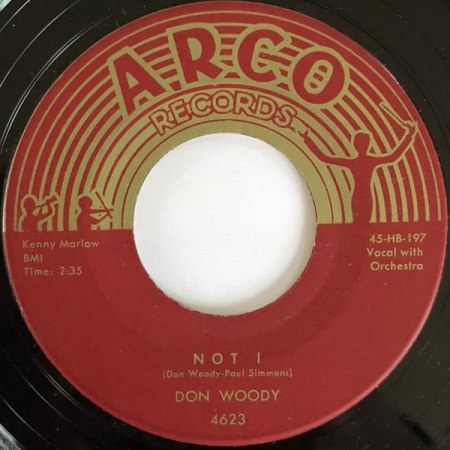 ARCO
RECORDS
Kenny Marlow
BMI
Time: 2:35
45-HB-197
Vocal with
Orchestra
NOT I
(Don Woody-Paul Simmons)
DON WOODY
4623